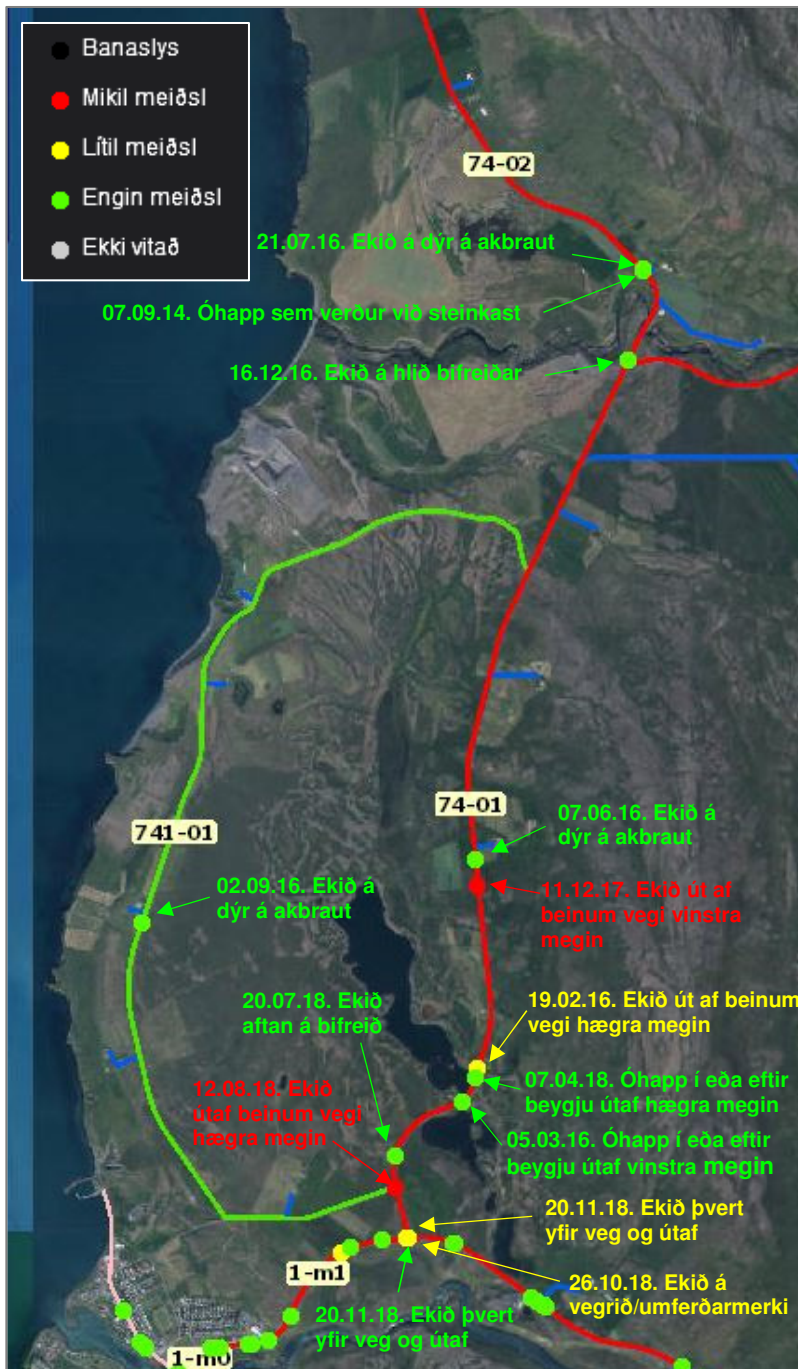 Banaslys
Mikil meiðsl
Lítil meiðsl
Engin meiðsl
Ekki vitað
74-02
21.07.16. Ekið á dýr á akbraut
07.09.14. Óhapp sem verður við steinkast
16.12.16. Ekið á hlið bifreiðar
74-01
741-01
07.06.16. Ekið á
dýr á akbraut
02.09.16. Ekið á
dýr á akbraut
11.12.17. Ekið út af
beinum vegi vinstra
megin
20.07.18. Ekið
aftan á bifreið
19.02.16. Ekið út af beinum
vegi hægra megin
07.04.18. Óhapp í eða eftir
beygju útaf hægra megin
12.08.18. Ekið
útaf beinum vegi
hægra megin
05.03.16. Óhapp í eða eftir
beygju útaf vinstra megin
20.11.18. Ekið þvert
yfir veg og útaf
1-m1
26.10.18. Ekið á
vegrið/umferðarmerki
20.11.18. Ekið þvert
yfir veg og útaf
1-m0